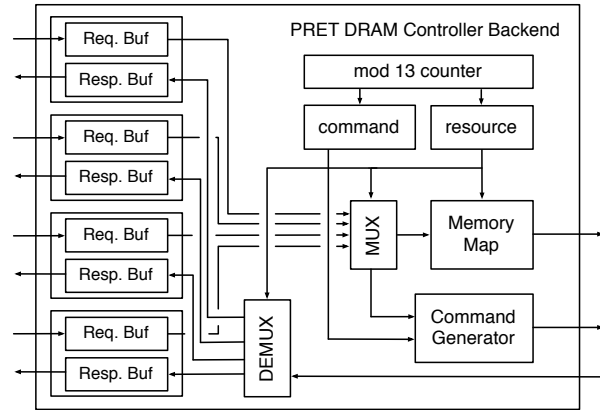 PRET DRAM Controller Backend
Req. Buf
Resp. Buf
Req. Buf
Resp. Buf
Req. Buf
Resp. Buf
Req. Buf
Resp. Buf
mod 13 counter
command
resource
MUX
Memory
Map
DEMUX
Command
Generator